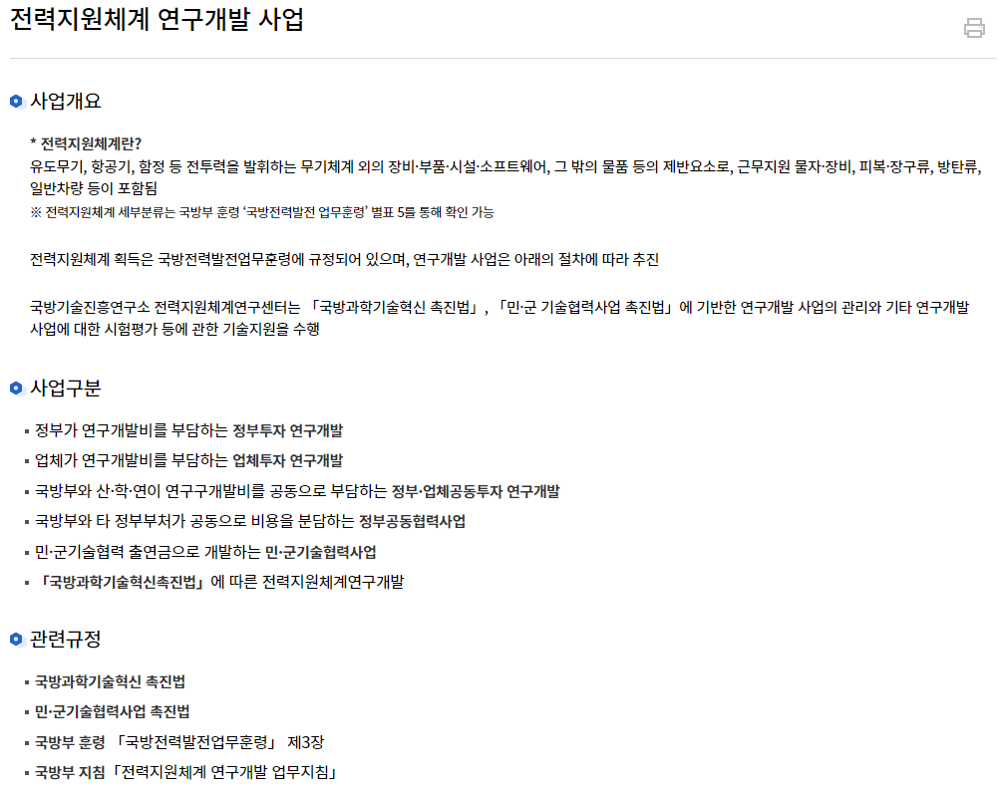 전력지원체계 연구개발 사업
사업개요
* 전력지원체계란?
유도무기, 항공기, 함정 등 전투력을 발휘하는 무기체계 외의 장비·부품·시설·소프트웨어, 그 밖의 물품 등의 제반요소로, 근무지원 물자·장비, 피복·장구류, 방탄류,
일반차량 등이 포함됨
※ 전력지원체계 세부분류는 국방부 훈령 ‘국방전력발전 업무훈령’ 별표 5를 통해 확인 가능
전력지원체계 획득은 국방전력발전업무훈령에 규정되어 있으며, 연구개발 사업은 아래의 절차에 따라 추진
국방기술진흥연구소 전력지원체계연구센터는 「국방과학기술혁신 촉진법」, 「민·군 기술협력사업 촉진법」에 기반한 연구개발 사업의 관리와 기타 연구개발
사업에 대한 시험평가 등에 관한 기술지원을 수행
사업구분
▪ 정부가 연구개발비를 부담하는 정부투자 연구개발
▪ 업체가 연구개발비를 부담하는 업체투자 연구개발
▪ 국방부와 산·학·연이 연구구개발비를 공동으로 부담하는 정부·업체공동투자 연구개발
▪ 국방부와 타 정부부처가 공동으로 비용을 분담하는 정부공동협력사업
▪ 민·군기술협력 출연금으로 개발하는 민·군기술협력사업
▪ 「국방과학기술혁신촉진법」에 따른 전력지원체계연구개발
관련규정
▪ 국방과학기술혁신 촉진법
▪ 민·군기술협력사업 촉진법
▪ 국방부 훈령 「국방전력발전업무훈령」 제3장
▪ 국방부 지침「전력지원체계 연구개발 업무지침」